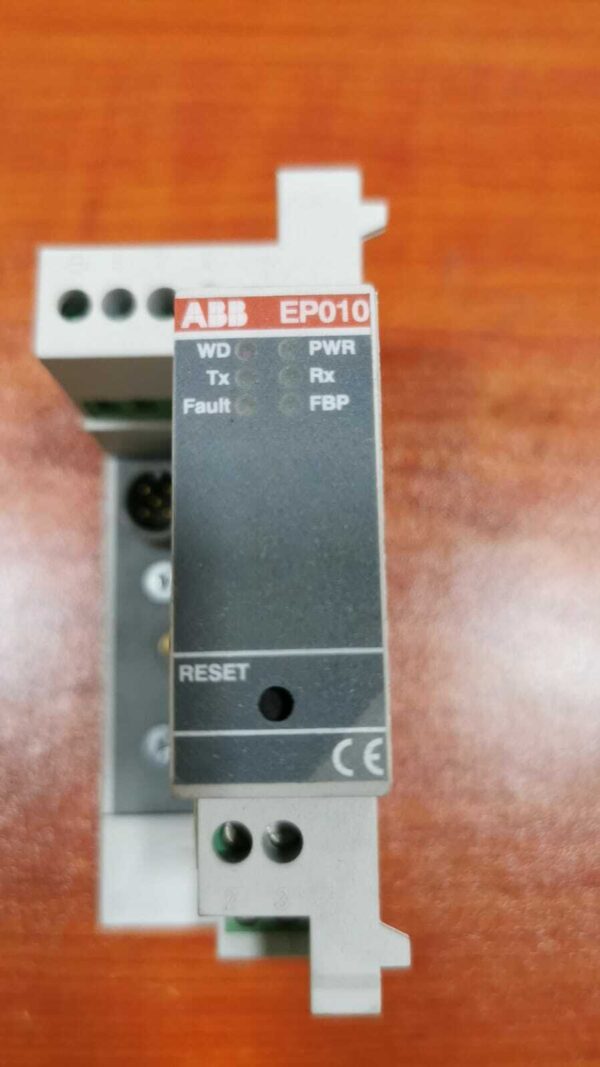 ABB EP010
WD PWR
Tx Rx
Fault FBP
RESET
CE